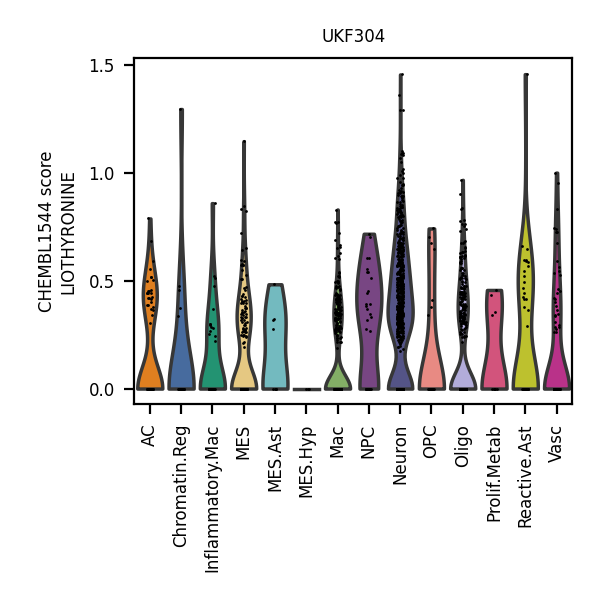 UKF304
CHEMBL1544 score
LIOTHYRONINE
1.5
1.0
0.5
0.0
AC
Chromatin.Reg
Inflammatory.Mac
MES
MES.Ast
MES.Hyp
Mac
NPC
Neuron
OPC
Oligo
Prolif.Metab
Reactive.Ast
Vasc